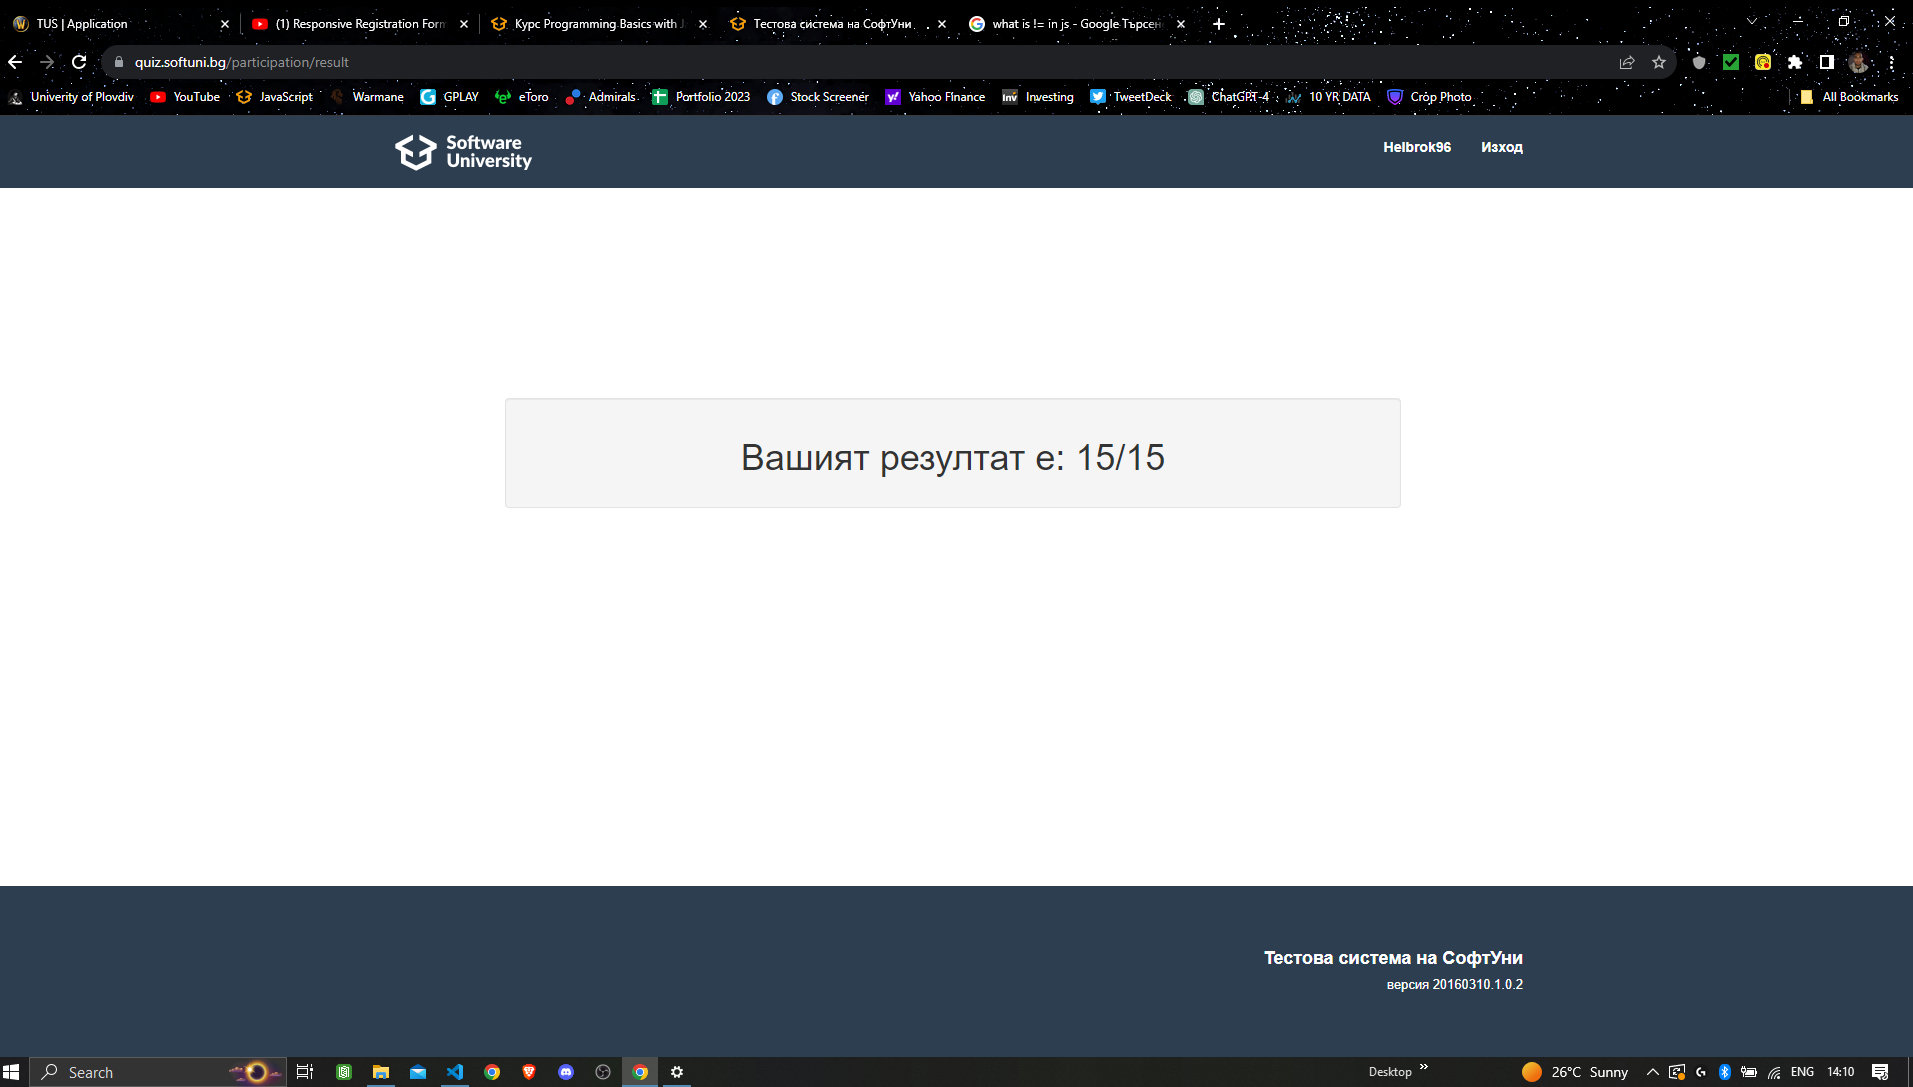 TUS | Application
(1) Responsive Registration Form
Курс Programming Basics with J
Тестова система на СофтУни
what is != in js - Google Търсене
quiz.softuni.bg/participation/result
Univerity of Plovdiv
YouTube
JavaScript
Warmane
GPLAY
eToro
Admirals
Portfolio 2023
Stock Screener
Yahoo Finance
Investing
TweetDeck
ChatGPT-4
10 YR DATA
Crop Photo
All Bookmarks
Software
University
Helbrok96
Изход
Вашият резултат е: 15/15
Тестова система на СофтУни
версия 20160310.1.0.2
Search
Desktop
26°C Sunny
ENG
14:10